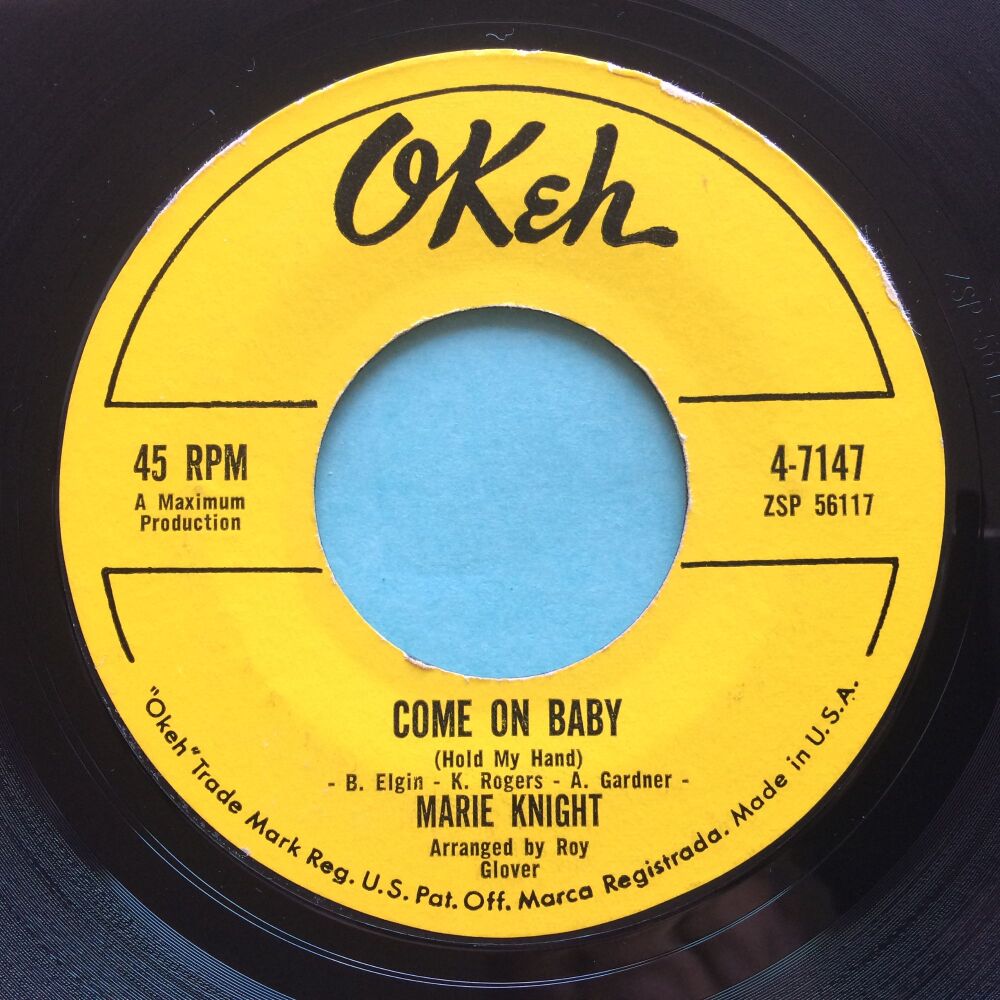 OKeh
45 RPM
A Maximum
Production
4-7147
ZSP 56117
COME ON BABY
(Hold My Hand)
- B. Elgin - K. Rogers - A. Gardner -
MARIE KNIGHT
Arranged by Roy
Glover
"Okeh" Trade Mark Reg. U.S. Pat. Off. Marca Registrada. Made in U.S.A.